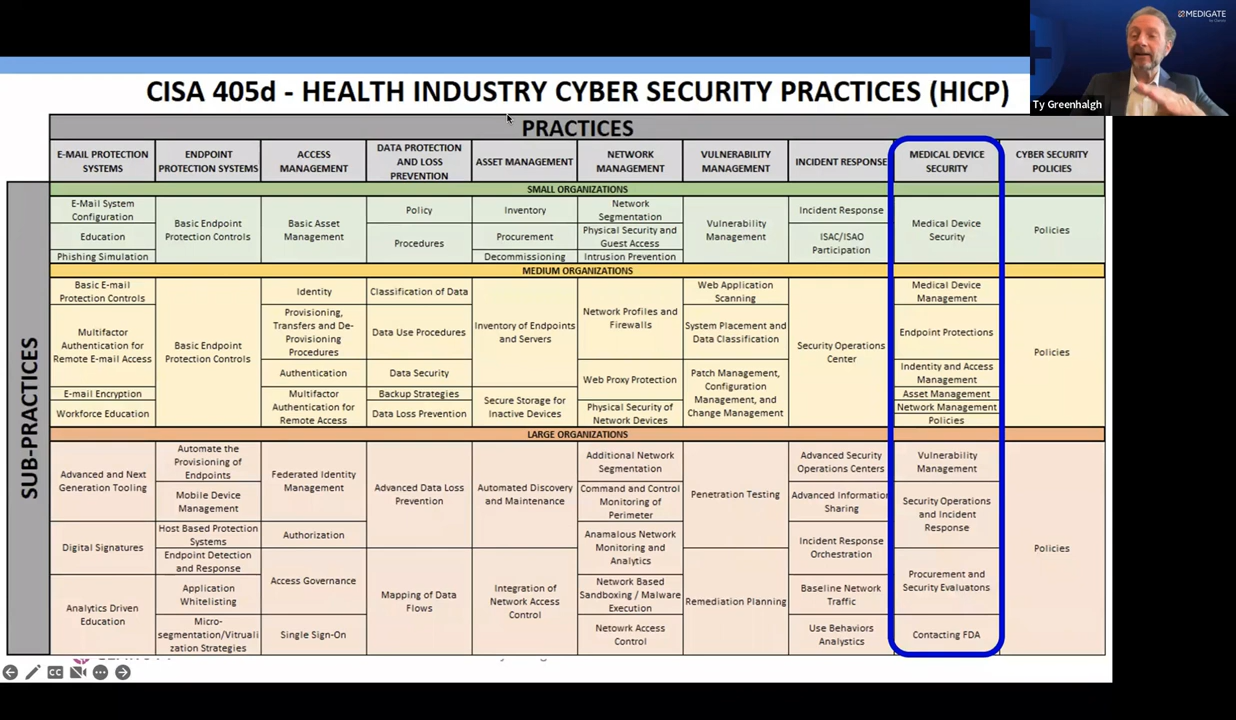 MEDIGATE
Ty Greenhalgh
CISA 405d - HEALTH INDUSTRY CYBER SECURITY PRACTICES (HICP)
PRACTICES
E-MAIL PROTECTION
SYSTEMS
ENDPOINT
PROTECTION SYSTEMS
ACCESS
MANAGEMENT
DATA PROTECTION
AND LOSS
PREVENTION
ASSET MANAGEMENT
NETWORK
MANAGEMENT
VULNERABILITY
MANAGEMENT
INCIDENT RESPONSE
MEDICAL DEVICE
SECURITY
CYBER SECURITY
POLICIES
SUB-PRACTICES
SMALL ORGANIZATIONS
E-Mail System
Configuration
Education
Phishing Simulation
Basic Endpoint
Protection Controls
Basic Asset
Management
Policy
Procedures
Inventory
Procurement
Decommissioning
Network
Segmentation
Physical Security and
Guest Access
Intrusion Prevention
Vulnerability
Management
Incident Response
ISAC/ISAO
Participation
Medical Device
Security
Policies
MEDIUM ORGANIZATIONS
Basic E-mail
Protection Controls
Multifactor
Authentication for
Remote E-mail Access
E-mail Encryption
Workforce Education
Basic Endpoint
Protection Controls
Identity
Provisioning,
Transfers and De-
Provisioning
Procedures
Authentication
Multifactor
Authentication for
Remote Access
Classification of Data
Data Use Procedures
Data Security
Backup Strategies
Data Loss Prevention
Inventory of Endpoints
and Servers
Secure Storage for
Inactive Devices
Network Profiles and
Firewalls
Web Proxy Protection
Physical Security of
Network Devices
Web Application
Scanning
System Placement and
Data Classification
Patch Management,
Configuration
Management, and
Change Management
Security Operations
Center
Medical Device
Management
Endpoint Protections
Indentity and Access
Management
Asset Management
Network Management
Policies
Policies
LARGE ORGANIZATIONS
Advanced and Next
Generation Tooling
Digital Signatures
Analytics Driven
Education
Automate the
Provisioning of
Endpoints
Mobile Device
Management
Host Based Protection
Systems
Endpoint Detection
and Response
Application
Whitelisting
Micro-
segmentation/Vitruali
zation Strategies
Federated Identity
Management
Authorization
Access Governance
Single Sign-On
Advanced Data Loss
Prevention
Mapping of Data
Flows
Automated Discovery
and Maintenance
Integration of
Network Access
Control
Additional Network
Segmentation
Command and Control
Monitoring of
Perimeter
Anamalous Network
Monitoring and
Analytics
Network Based
Sandboxing / Malware
Execution
Netowrk Access
Control
Penetration Testing
Remediation Planning
Advanced Security
Operations Centers
Advanced Information
Sharing
Incident Response
Orchestration
Baseline Network
Traffic
Use Behaviors
Analystics
Vulnerability
Management
Security Operations
and Incident
Response
Procurement and
Security Evaluatons
Contacting FDA
Policies
CC